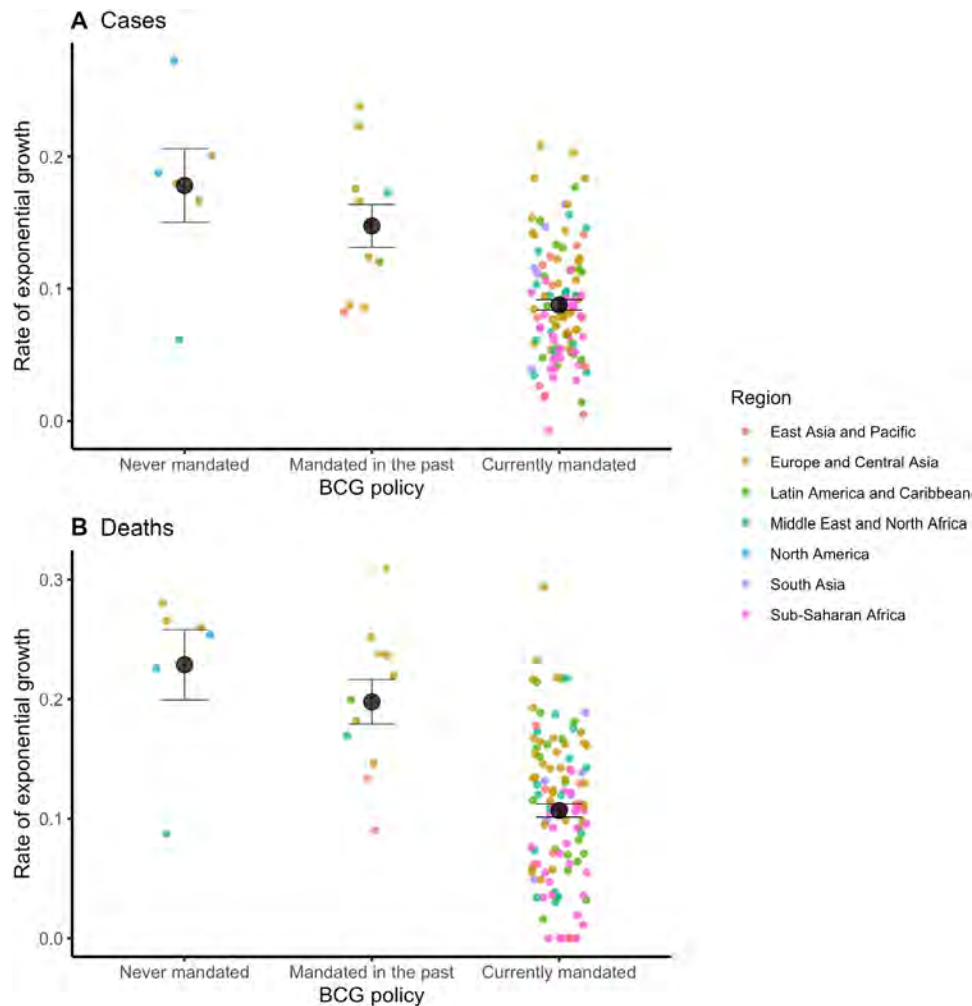 A Cases
Rate of exponential growth
0.2
0.1
0.0
Never mandated Mandated in the past Currently mandated
BCG policy
B Deaths
Rate of exponential growth
0.3
0.2
0.1
0.0
Never mandated Mandated in the past Currently mandated
BCG policy
Region
East Asia and Pacific
Europe and Central Asia
Latin America and Caribbean
Middle East and North Africa
North America
South Asia
Sub-Saharan Africa